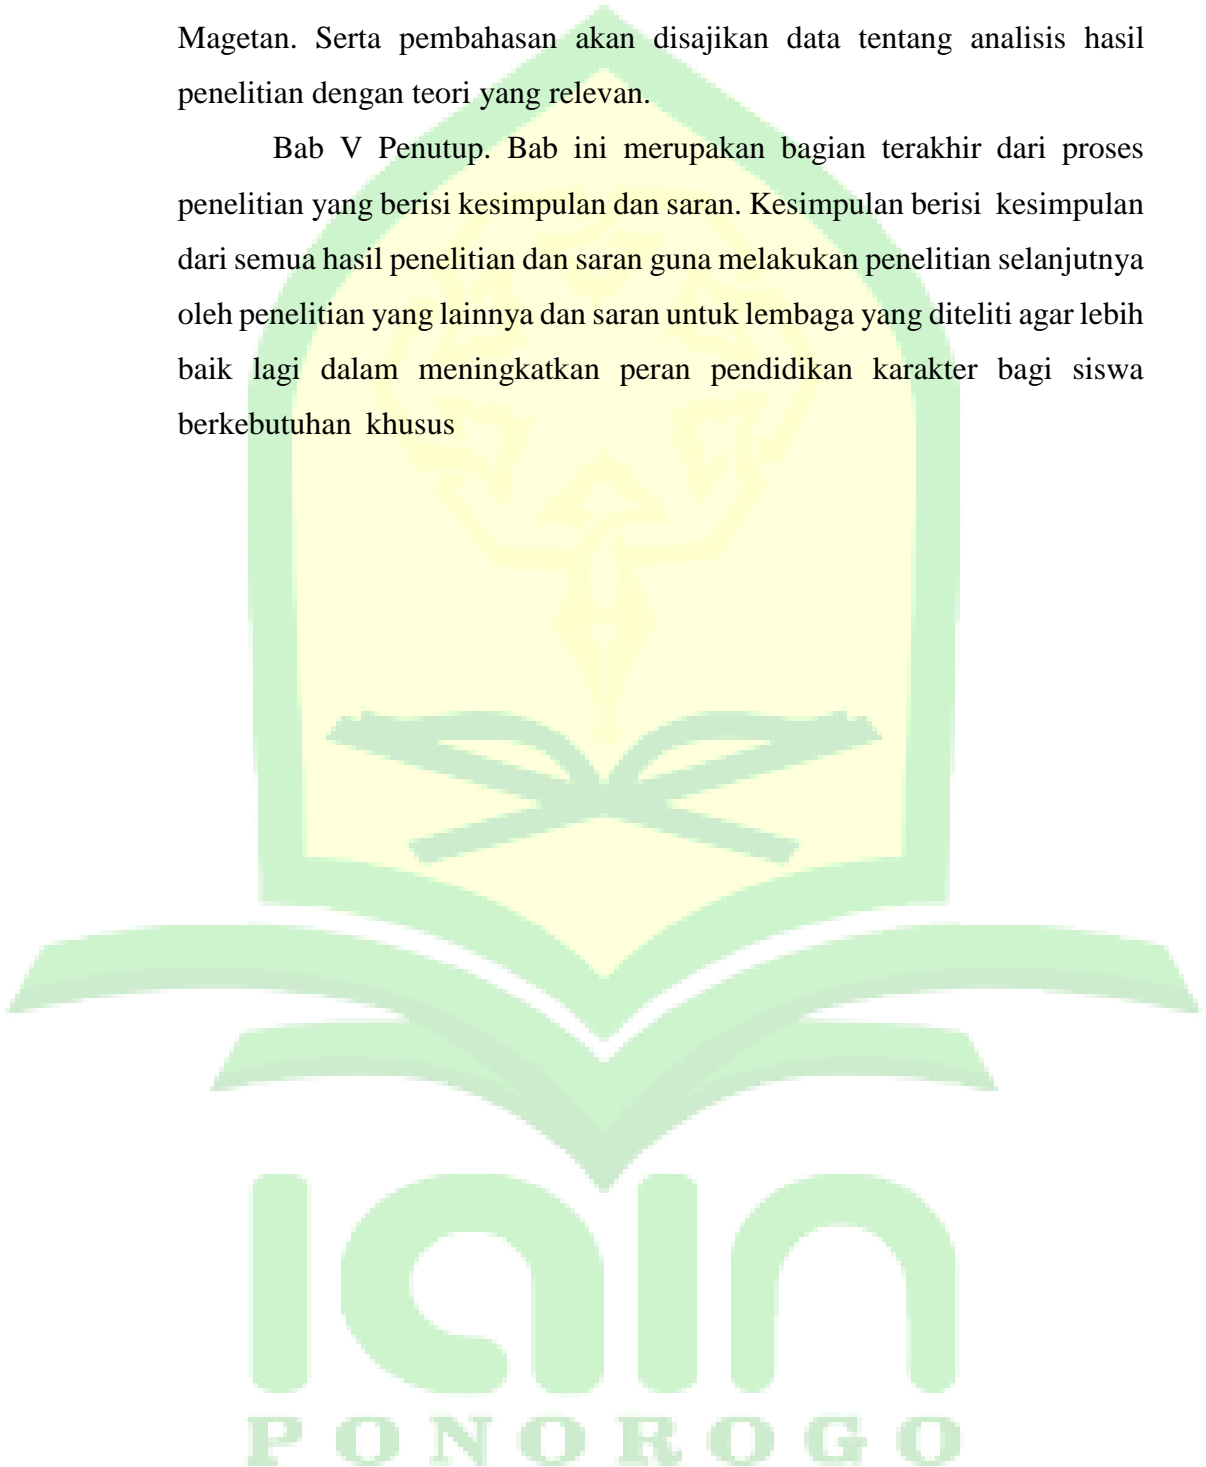 Magetan. Serta pembahasan akan disajikan data tentang analisis hasil
penelitian dengan teori yang relevan.
Bab V Penutup. Bab ini merupakan bagian terakhir dari proses
penelitian yang berisi kesimpulan dan saran. Kesimpulan berisi kesimpulan
dari semua hasil penelitian dan saran guna melakukan penelitian selanjutnya
oleh penelitian yang lainnya dan saran untuk lembaga yang diteliti agar lebih
baik lagi dalam meningkatkan peran pendidikan karakter bagi siswa
berkebutuhan khusus
iain
PONOROGO